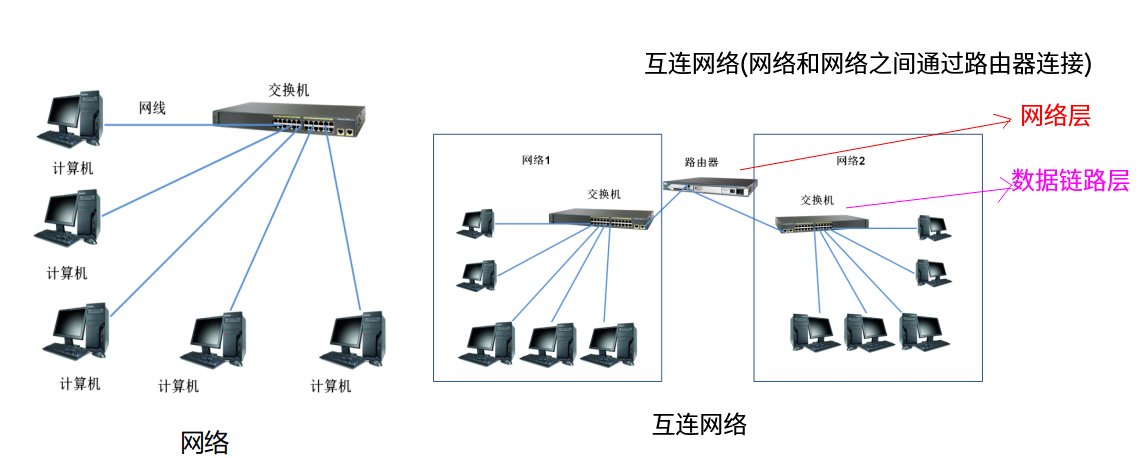 互连网络(网络和网络之间通过路由器连接)
交换机
网线
网络层
计算机
网络1
路由器
网络2
数据链路层
交换机
交换机
计算机
计算机
计算机
计算机
网络
互连网络